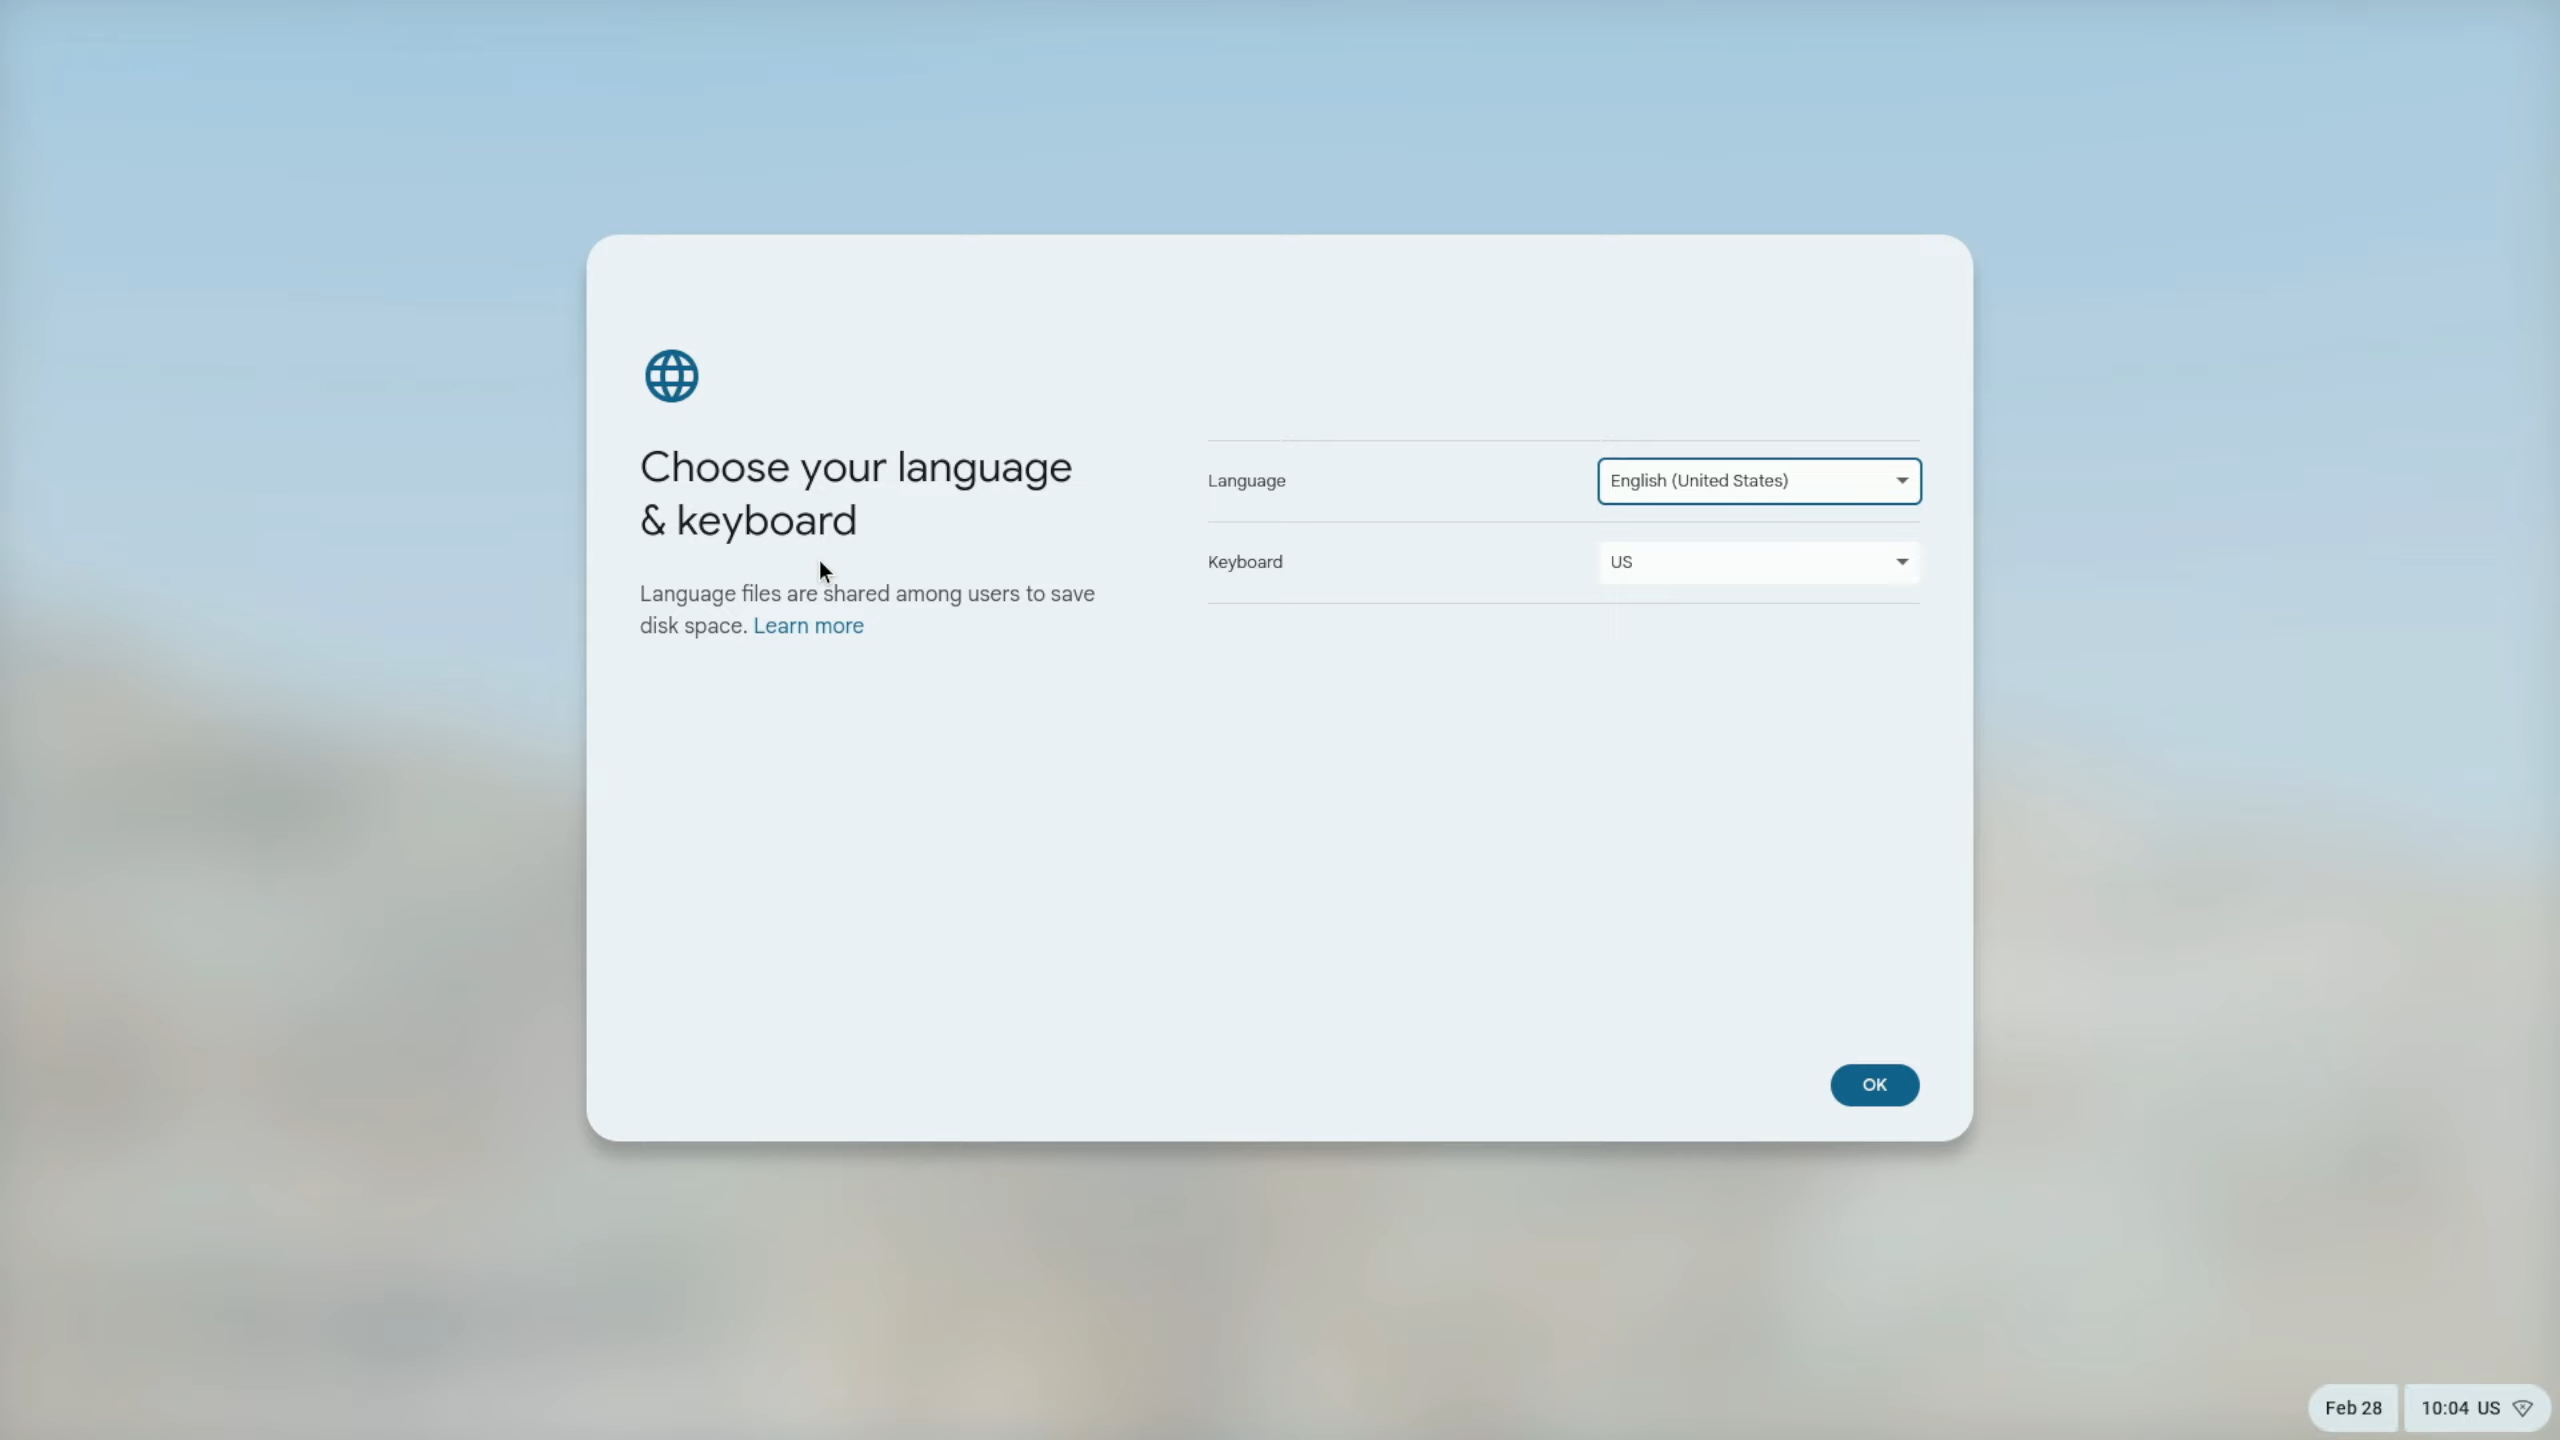 Choose your language
& keyboard
Language files are shared among users to save
disk space. Learn more
Language
English (United States)
Keyboard
US
OK
Feb 28
10:04 US